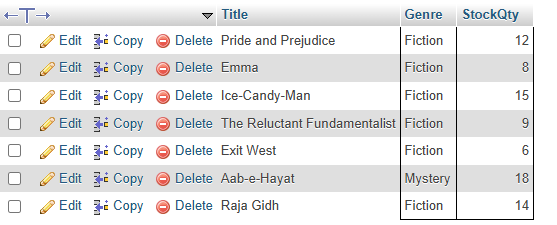 Title Genre StockQty
Edit Copy Delete Pride and Prejudice Fiction 12
Edit Copy Delete Emma Fiction 8
Edit Copy Delete Ice-Candy-Man Fiction 15
Edit Copy Delete The Reluctant Fundamentalist Fiction 9
Edit Copy Delete Exit West Fiction 6
Edit Copy Delete Aab-e-Hayat Mystery 18
Edit Copy Delete Raja Gidh Fiction 14